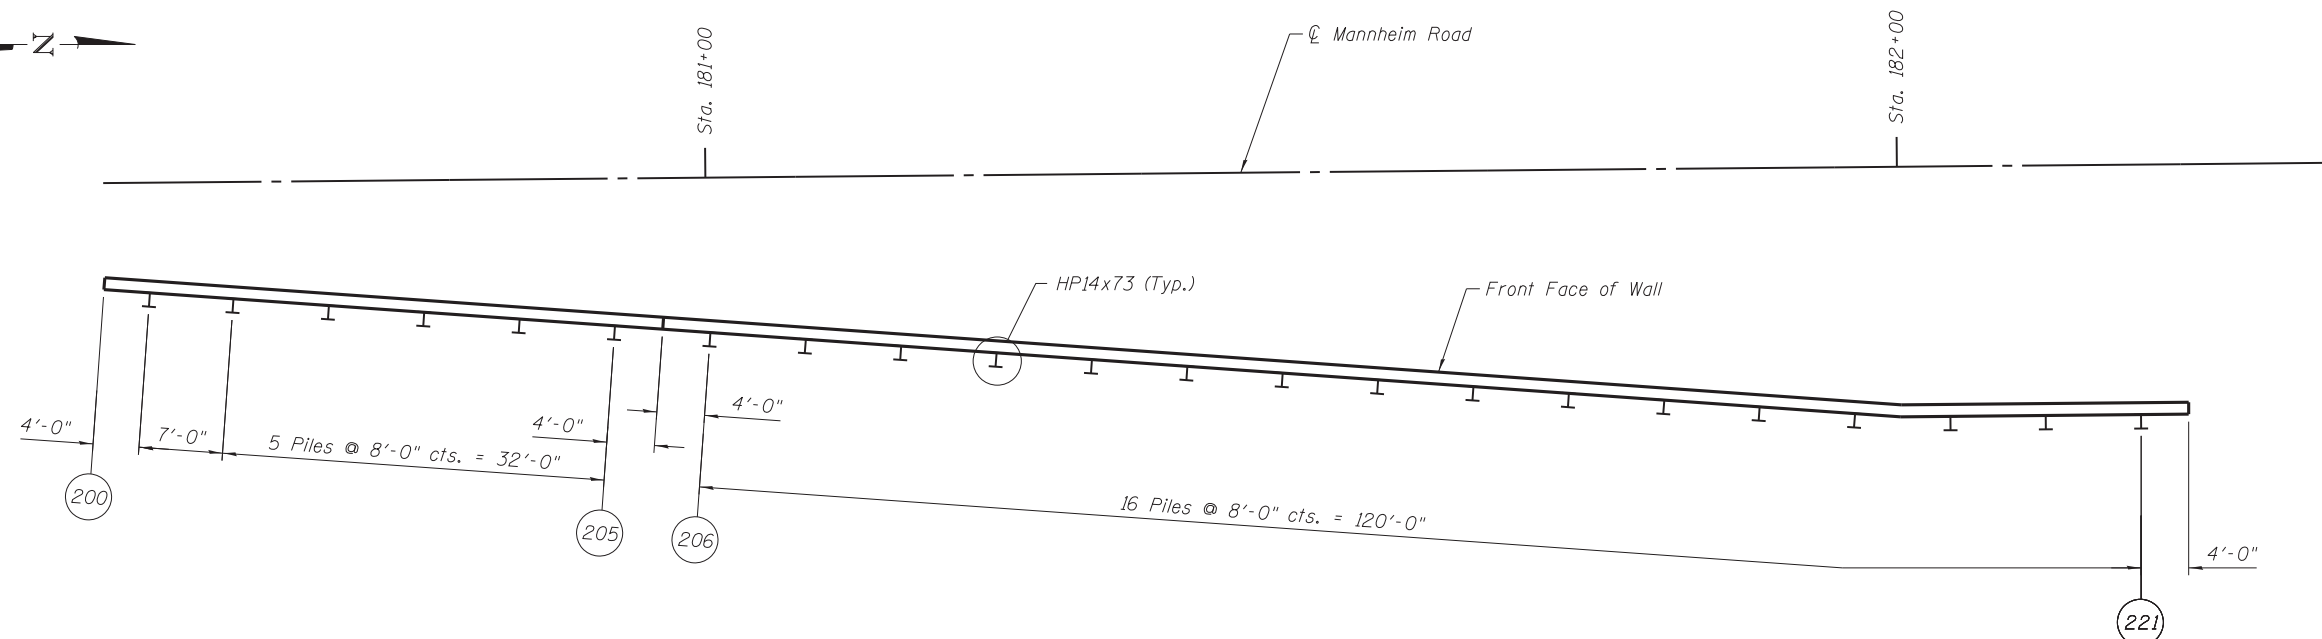 N
Sta. 181+00
℄ Mannheim Road
Sta. 182+00
HP14x73 (Typ.)
Front Face of Wall
4'-0"
7'-0"
5 Piles @ 8'-0" cts. = 32'-0"
4'-0"
4'-0"
16 Piles @ 8'-0" cts. = 120'-0"
4'-0"
200
205
206
221